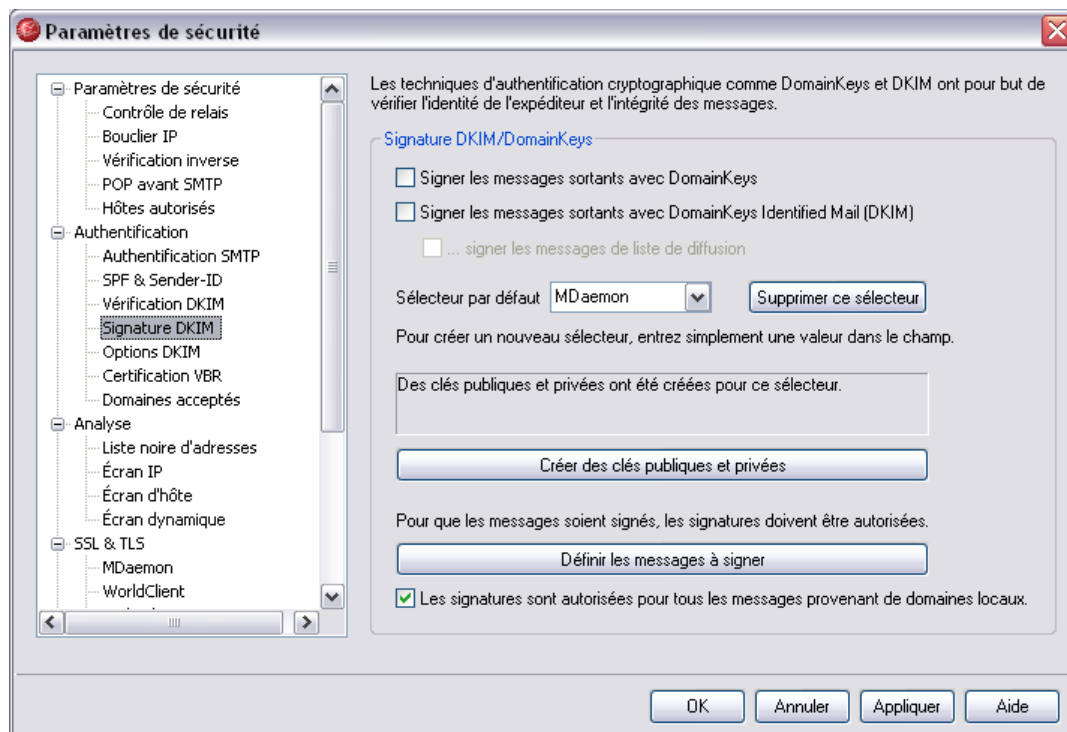 Paramètres de sécurité
Paramètres de sécurité
Contrôle de relais
Bouclier IP
Vérification inverse
POP avant SMTP
Hôtes autorisés
Authentification
Authentification SMTP
SPF & Sender-ID
Vérification DKIM
Signature DKIM
Options DKIM
Certification VBR
Domaines acceptés
Analyse
Liste noire d'adresses
Écran IP
Écran d'hôte
Écran dynamique
SSL & TLS
MDaemon
WorldClient
Les techniques d'authentification cryptographique comme DomainKeys et DKIM ont pour but de
vérifier l'identité de l'expéditeur et l'intégrité des messages.
Signature DKIM/DomainKeys
Signer les messages sortants avec DomainKeys
Signer les messages sortants avec DomainKeys Identified Mail (DKIM)
... signer les messages de liste de diffusion
Sélecteur par défaut MDaemon Supprimer ce sélecteur
Pour créer un nouveau sélecteur, entrez simplement une valeur dans le champ.
Des clés publiques et privées ont été créées pour ce sélecteur.
Créer des clés publiques et privées
Pour que les messages soient signés, les signatures doivent être autorisées.
Définir les messages à signer
Les signatures sont autorisées pour tous les messages provenant de domaines locaux.
OK Annuler Appliquer Aide